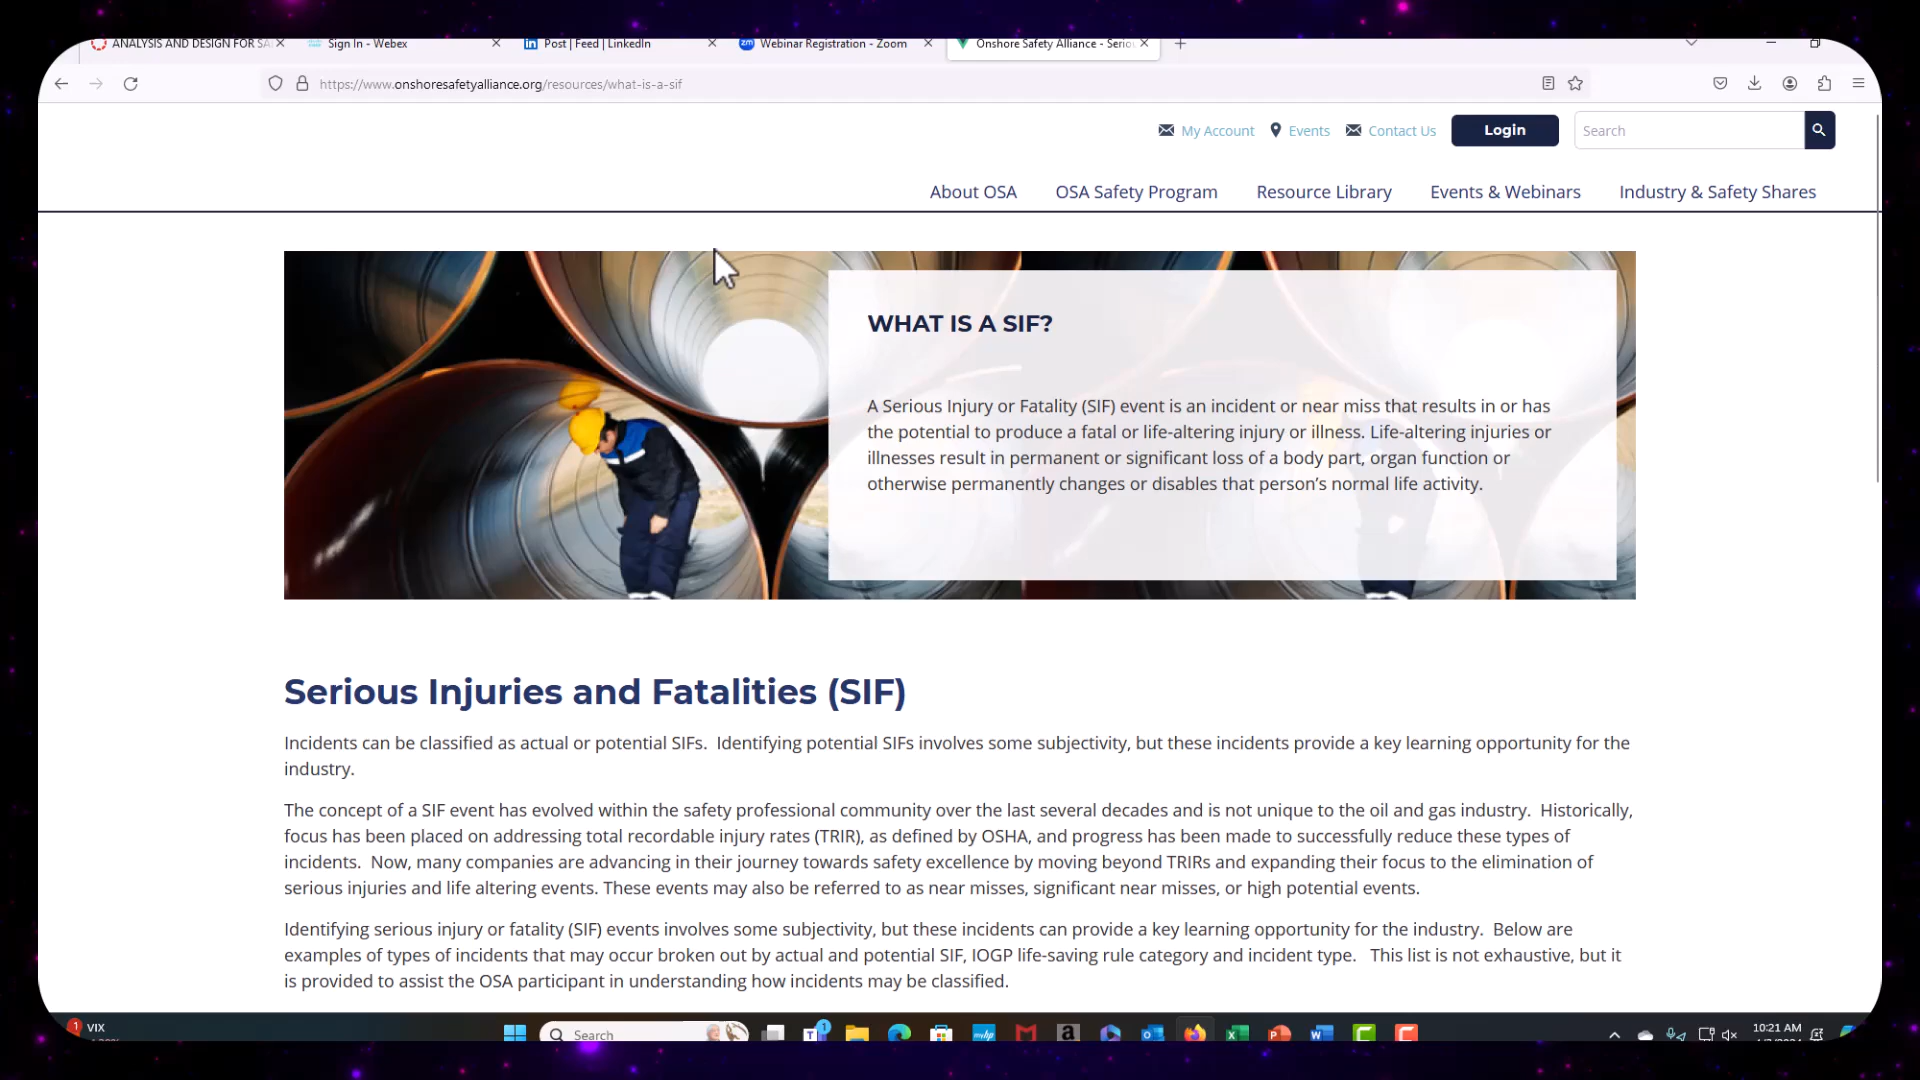 ANALYSIS AND DESIGN FOR SA
Sign In - Webex
Post | Feed | LinkedIn
Webinar Registration - Zoom
Onshore Safety Alliance - Serio
https://www.onshoresafetyalliance.org/resources/what-is-a-sif
My Account
Events
Contact Us
Login
Search
About OSA
OSA Safety Program
Resource Library
Events & Webinars
Industry & Safety Shares
WHAT IS A SIF?
A Serious Injury or Fatality (SIF) event is an incident or near miss that results in or has
the potential to produce a fatal or life-altering injury or illness. Life-altering injuries or
illnesses result in permanent or significant loss of a body part, organ function or
otherwise permanently changes or disables that person's normal life activity.
Serious Injuries and Fatalities (SIF)
Incidents can be classified as actual or potential SIFs.  Identifying potential SIFs involves some subjectivity, but these incidents provide a key learning opportunity for the
industry.
The concept of a SIF event has evolved within the safety professional community over the last several decades and is not unique to the oil and gas industry.  Historically,
focus has been placed on addressing total recordable injury rates (TRIR), as defined by OSHA, and progress has been made to successfully reduce these types of
incidents.  Now, many companies are advancing in their journey towards safety excellence by moving beyond TRIRs and expanding their focus to the elimination of
serious injuries and life altering events. These events may also be referred to as near misses, significant near misses, or high potential events.
Identifying serious injury or fatality (SIF) events involves some subjectivity, but these incidents can provide a key learning opportunity for the industry.  Below are
examples of types of incidents that may occur broken out by actual and potential SIF, IOGP life-saving rule category and incident type.   This list is not exhaustive, but it
is provided to assist the OSA participant in understanding how incidents may be classified.
1
VIX
Search
1
10:21 AM